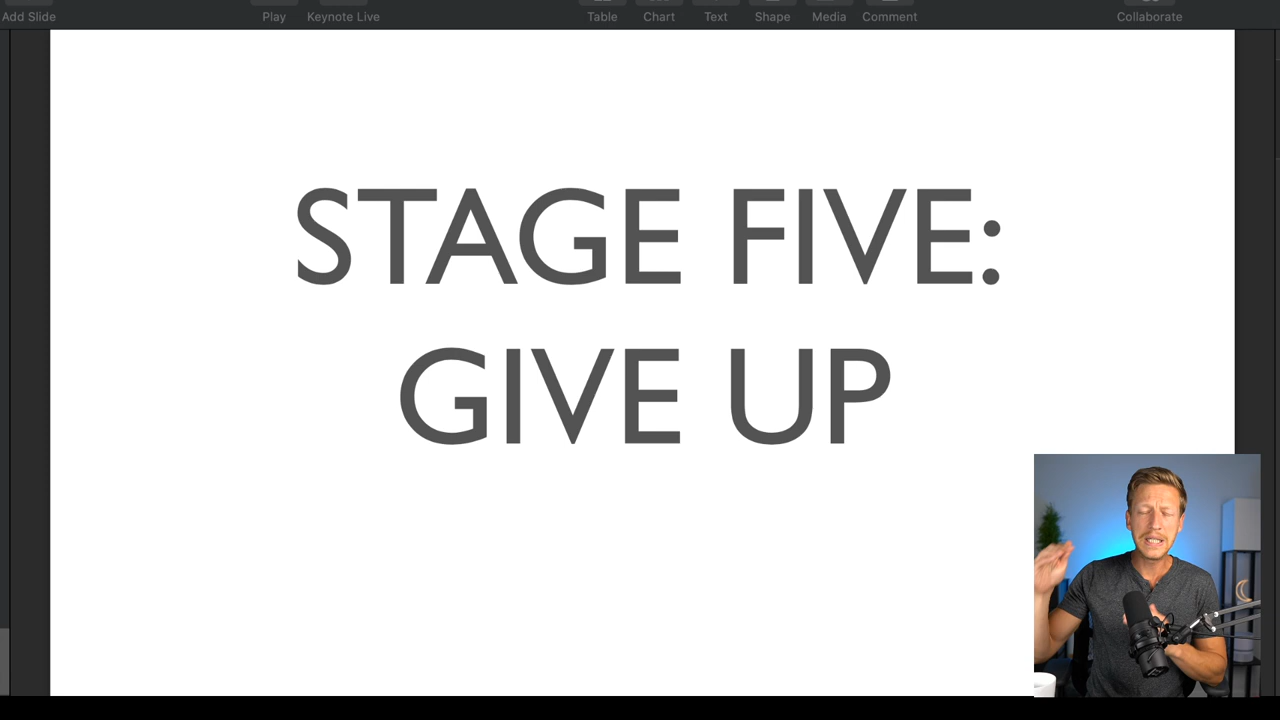 Add Slide Play Keynote Live Table Chart Text Shape Media Comment Collaborate
STAGE FIVE:
GIVE UP